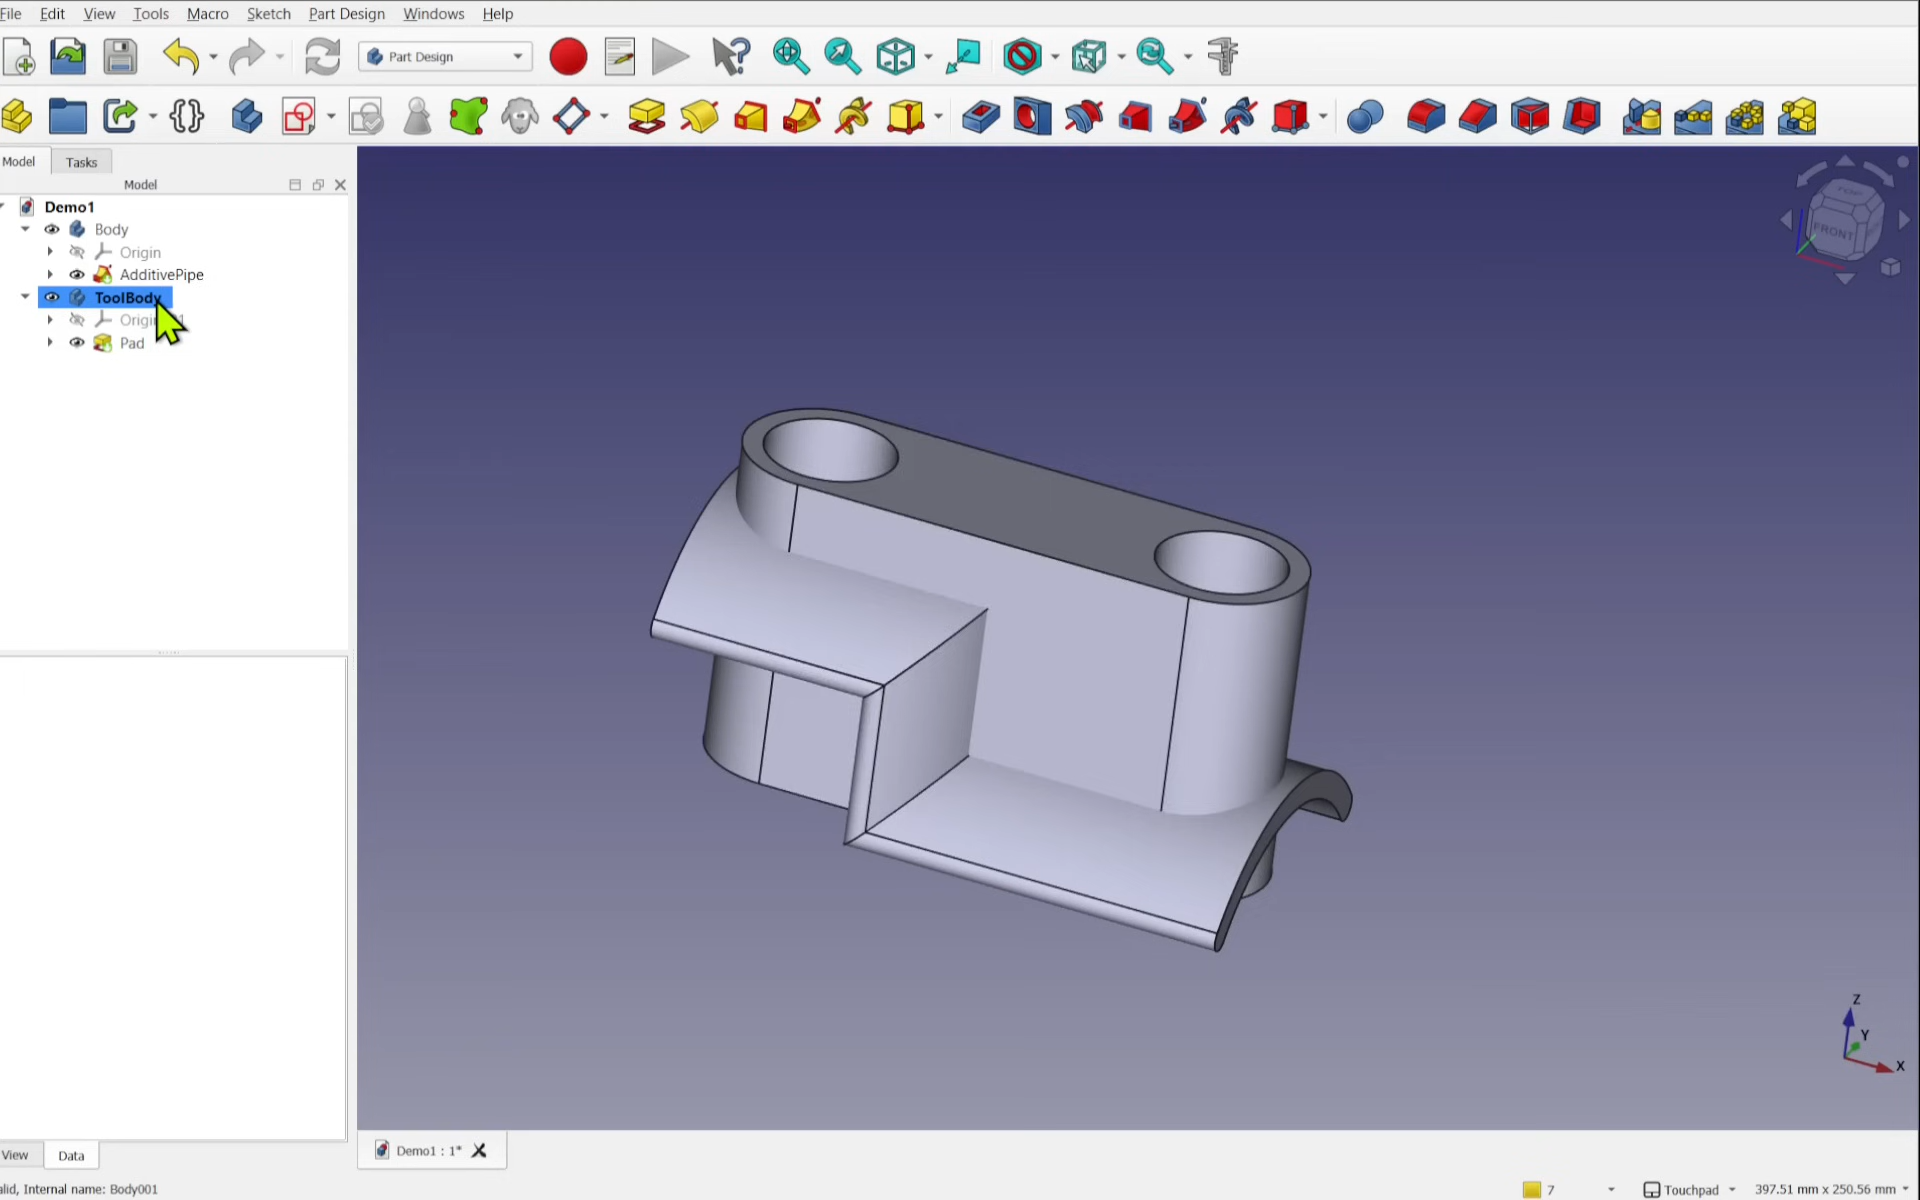 File Edit View Tools Macro Sketch Part Design Windows Help
Part Design
Model Tasks
Model
Demo1
Body
Origin
AdditivePipe
ToolBody
Pad
TOP
FRONT
Z
Y
X
View Data
Demo1 : 1*
alid, Internal name: Body001
7 Touchpad 397.51 mm x 250.56 mm